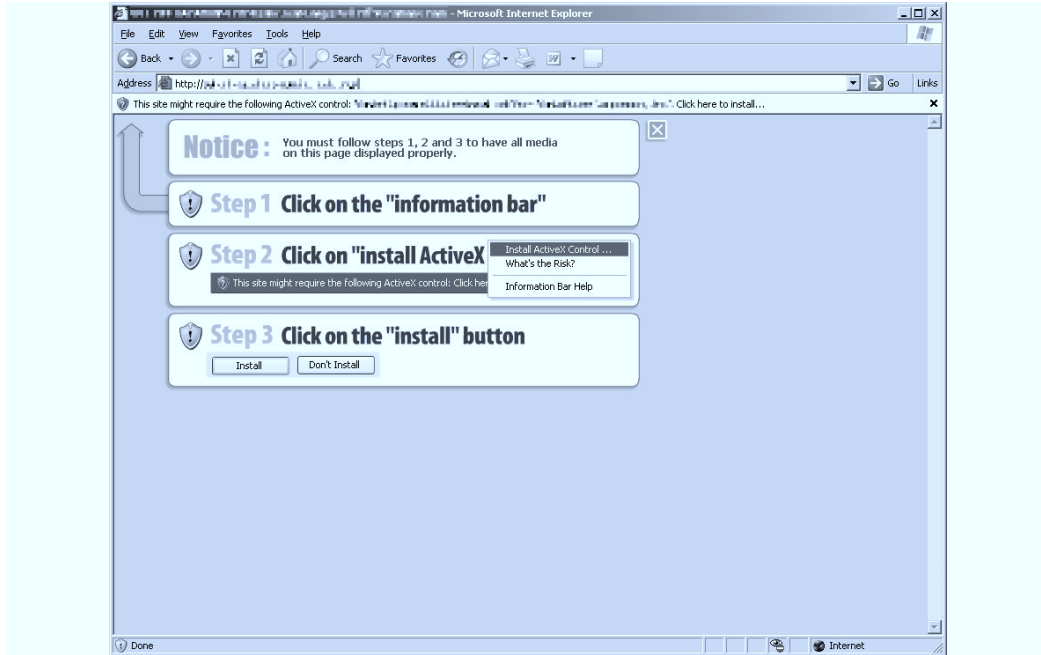 - Microsoft Internet Explorer
File Edit View Favorites Tools Help
Back Search Favorites
Address http:// Go Links
This site might require the following ActiveX control: Click here to install...
Notice : You must follow steps 1, 2 and 3 to have all media
on this page displayed properly.
Step 1 Click on the "information bar"
Step 2 Click on "install ActiveX
Install ActiveX Control ...
What's the Risk?
Information Bar Help
This site might require the following ActiveX control: Click her
Step 3 Click on the "install" button
Install Don't Install
Done Internet